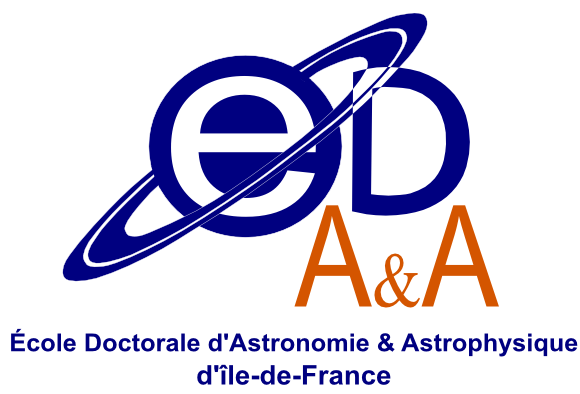 eD
A&A
École Doctorale d'Astronomie & Astrophysique
d'île-de-France